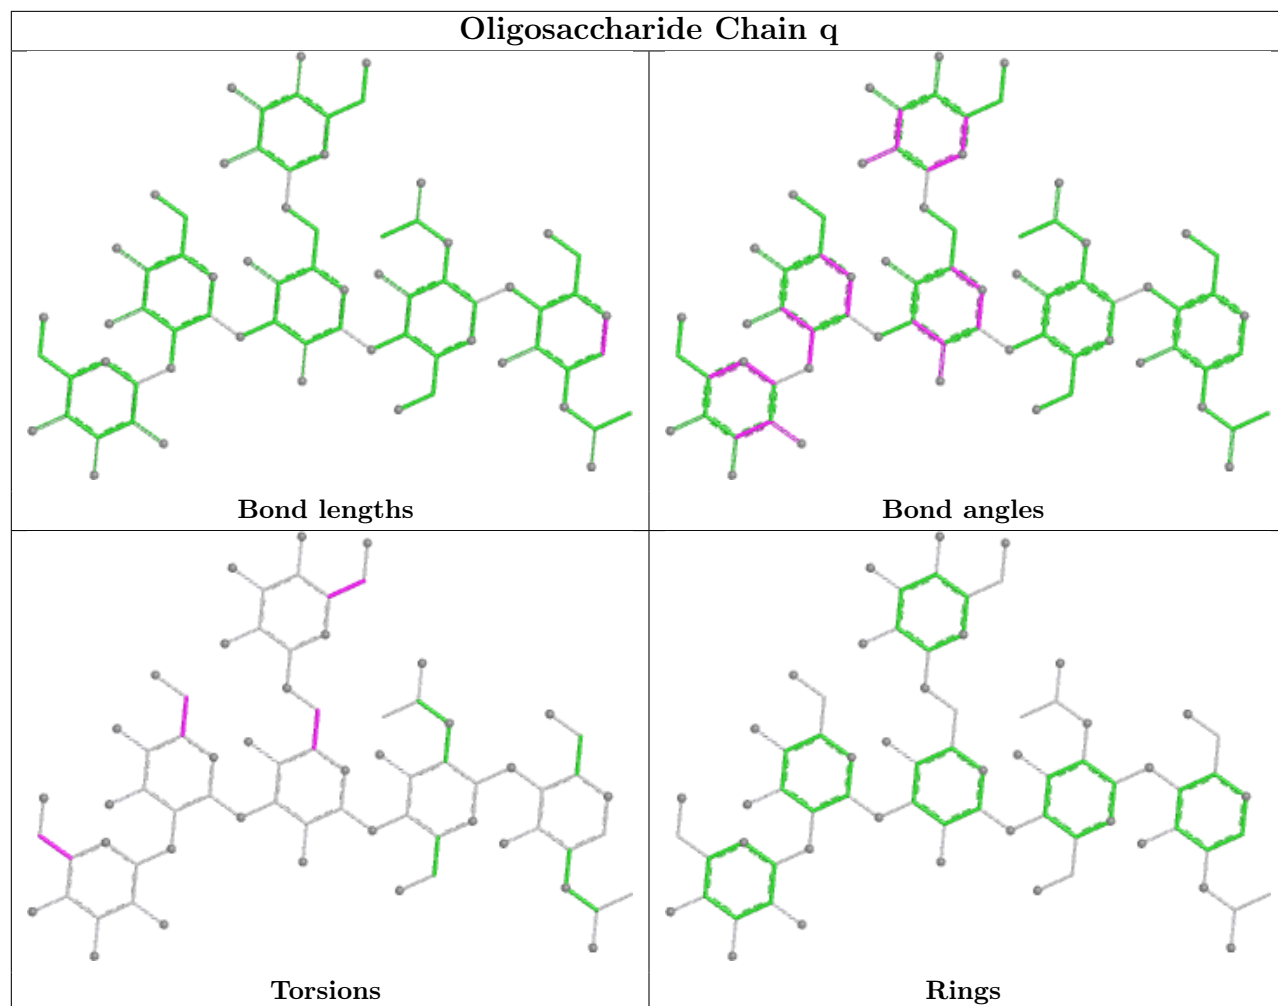 Oligosaccharide Chain q
Bond lengths
Bond angles
Torsions
Rings